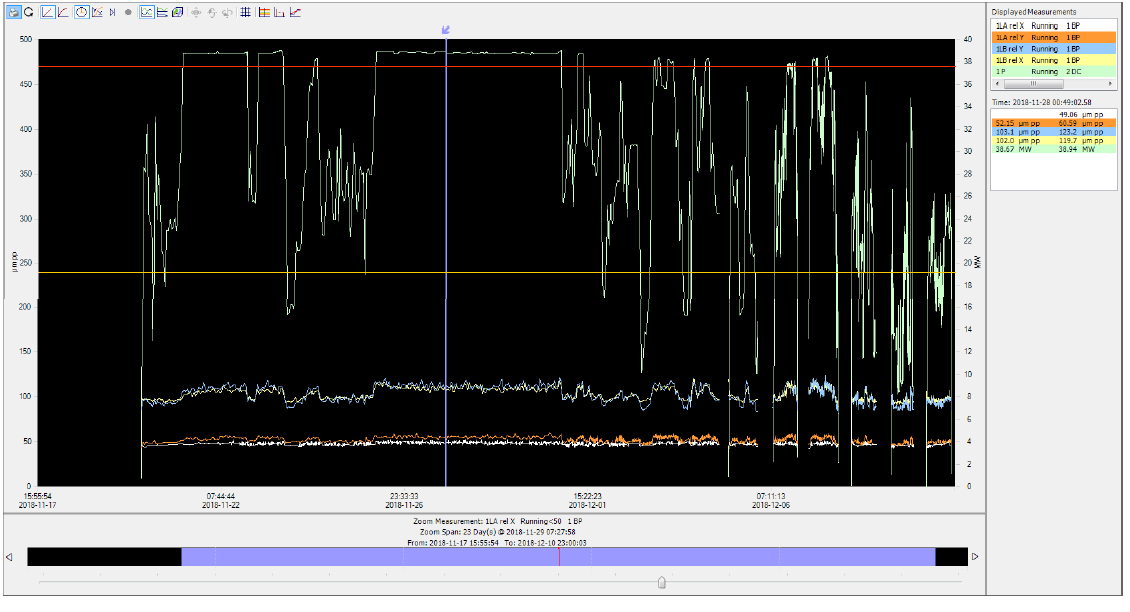 Displayed Measurements
1LA rel X Running 1 BP
1LA rel Y Running 1 BP
1LB rel Y Running 1 BP
1LB rel X Running 1 BP
1 P Running 2 DC
Time: 2018-11-28 00:49:02.58
49.06 µm pp
52.15 µm pp 60.59 µm pp
103.1 µm pp 123.2 µm pp
102.0 µm pp 119.7 µm pp
38.67 MW 38.94 MW
500
450
400
350
300
250
200
150
100
50
0
µm pp
40
38
36
34
32
30
28
26
24
22
20
18
16
14
12
10
8
6
4
2
0
MW
15:55:54 07:44:44 23:33:33 15:22:23 07:11:13
2018-11-17 2018-11-22 2018-11-26 2018-12-01 2018-12-06
Zoom Measurement: 1LA rel X Running<50 1 BP
Zoom Span: 23 Day(s) @ 2018-11-29 07:27:58
From: 2018-11-17 15:55:54 To: 2018-12-10 23:00:03